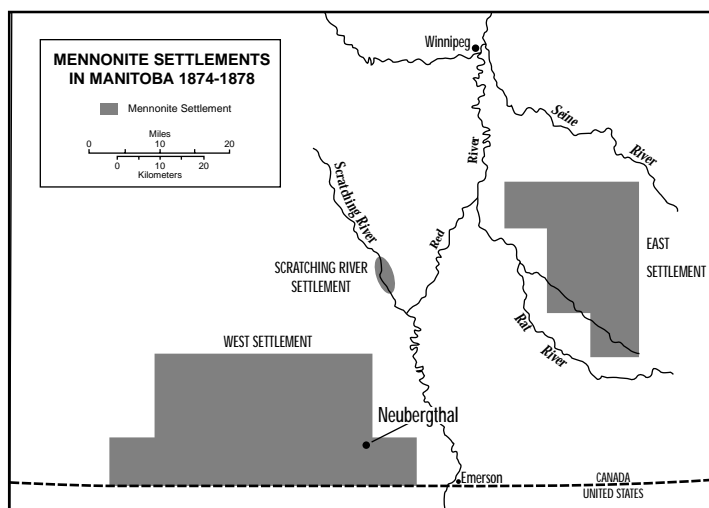 MENNONITE SETTLEMENTS
IN MANITOBA 1874-1878
Mennonite Settlement
Miles
0 10 20
0 10 20
Kilometers
Winnipeg
Seine
River
River
Red
Scratching River
SCRATCHING RIVER
SETTLEMENT
EAST
SETTLEMENT
Rat
River
WEST SETTLEMENT
Neubergthal
Emerson
CANADA
UNITED STATES